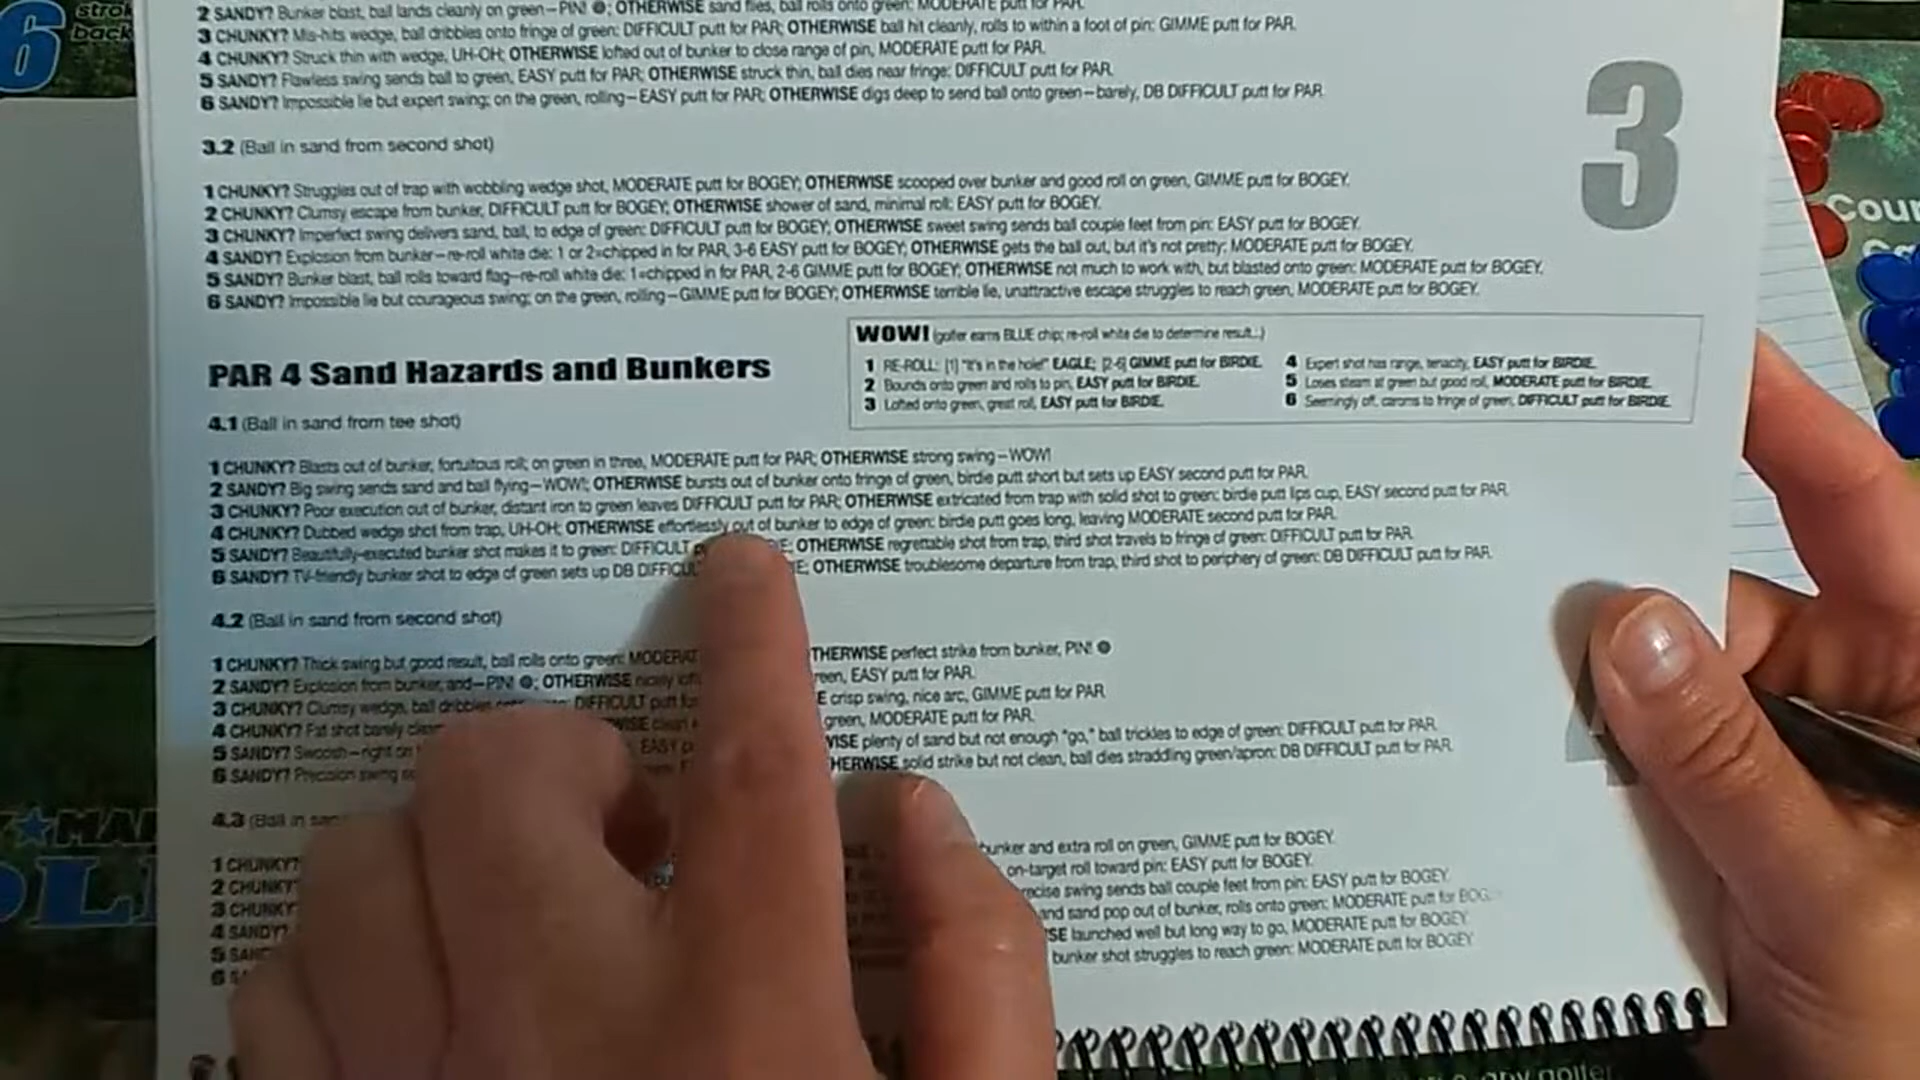 6
strok
back
2 SANDY? Bunker blast, ball lands cleanly on green—PIN! ; OTHERWISE sand flies, ball rolls onto green: MODERATE putt for PAR.
3 CHUNKY? Mis-hits wedge, ball dribbles onto fringe of green: DIFFICULT putt for PAR; OTHERWISE ball hit cleanly, rolls to within a foot of pin: GIMME putt for PAR.
4 CHUNKY? Struck thin with wedge, UH-OH; OTHERWISE lofted out of bunker to close range of pin, MODERATE putt for PAR.
5 SANDY? Flawless swing sends ball to green, EASY putt for PAR; OTHERWISE struck thin, ball dies near fringe: DIFFICULT putt for PAR.
6 SANDY? Impossible lie but expert swing; on the green, rolling—EASY putt for PAR; OTHERWISE digs deep to send ball onto green—barely, DB DIFFICULT putt for PAR.
3
3.2 (Ball in sand from second shot)
1 CHUNKY? Struggles out of trap with wobbling wedge shot, MODERATE putt for BOGEY; OTHERWISE scooped over bunker and good roll on green, GIMME putt for BOGEY.
2 CHUNKY? Clumsy escape from bunker, DIFFICULT putt for BOGEY; OTHERWISE shower of sand, minimal roll: EASY putt for BOGEY.
3 CHUNKY? Imperfect swing delivers sand, ball, to edge of green: DIFFICULT putt for BOGEY; OTHERWISE sweet swing sends ball couple feet from pin: EASY putt for BOGEY.
4 SANDY? Explosion from bunker—re-roll white die: 1 or 2=chipped in for PAR, 3-6 EASY putt for BOGEY; OTHERWISE gets the ball out, but it's not pretty: MODERATE putt for BOGEY.
5 SANDY? Bunker blast, ball rolls toward flag—re-roll white die: 1=chipped in for PAR, 2-6 GIMME putt for BOGEY; OTHERWISE not much to work with, but blasted onto green: MODERATE putt for BOGEY.
6 SANDY? Impossible lie but courageous swing; on the green, rolling—GIMME putt for BOGEY; OTHERWISE terrible lie, unattractive escape struggles to reach green, MODERATE putt for BOGEY.
WOW! (golfer earns BLUE chip; re-roll white die to determine result...)
1 RE-ROLL: [1] "It's in the hole!" EAGLE; [2-6] GIMME putt for BIRDIE.
2 Bounds onto green and rolls to pin, EASY putt for BIRDIE.
3 Lofted onto green, great roll, EASY putt for BIRDIE.
4 Expert shot has range, tenacity, EASY putt for BIRDIE.
5 Loses steam at green but good roll, MODERATE putt for BIRDIE.
6 Seemingly off, caroms to fringe of green, DIFFICULT putt for BIRDIE.
PAR 4 Sand Hazards and Bunkers
4.1 (Ball in sand from tee shot)
1 CHUNKY? Blasts out of bunker, fortuitous roll; on green in three, MODERATE putt for PAR; OTHERWISE strong swing—WOW!
2 SANDY? Big swing sends sand and ball flying—WOW!; OTHERWISE bursts out of bunker onto fringe of green, birdie putt short but sets up EASY second putt for PAR.
3 CHUNKY? Poor execution out of bunker, distant iron to green leaves DIFFICULT putt for PAR; OTHERWISE extricated from trap with solid shot to green: birdie putt lips cup, EASY second putt for PAR.
4 CHUNKY? Dubbed wedge shot from trap, UH-OH; OTHERWISE effortlessly out of bunker to edge of green: birdie putt goes long, leaving MODERATE second putt for PAR.
5 SANDY? Beautifully-executed bunker shot makes it to green: DIFFICULT p IE; OTHERWISE regrettable shot from trap, third shot travels to fringe of green: DIFFICULT putt for PAR.
6 SANDY? TV-friendly bunker shot to edge of green sets up DB DIFFICUL IE; OTHERWISE troublesome departure from trap, third shot to periphery of green: DB DIFFICULT putt for PAR.
4.2 (Ball in sand from second shot)
1 CHUNKY? Thick swing but good result, ball rolls onto green: MODERAT THERWISE perfect strike from bunker, PIN!
2 SANDY? Explosion from bunker, and—PIN! ; OTHERWISE nicely reen, EASY putt for PAR.
3 CHUNKY? Clumsy wedge, ball dribbles DIFFICULT putt for E crisp swing, nice arc, GIMME putt for PAR
4 CHUNKY? Fat shot barely WISE clean green, MODERATE putt for PAR.
5 SANDY? Swoosh—right on EASY WISE plenty of sand but not enough "go," ball trickles to edge of green: DIFFICULT putt for PAR.
6 SANDY? Precision swing HERWISE solid strike but not clean, ball dies straddling green/apron: DB DIFFICULT putt for PAR.
4.3 (Ball in san
1 CHUNKY? bunker and extra roll on green, GIMME putt for BOGEY.
2 CHUNKY? on-target roll toward pin: EASY putt for BOGEY.
3 CHUNKY recise swing sends ball couple feet from pin: EASY putt for BOGEY.
4 SANDY? and sand pop out of bunker, rolls onto green: MODERATE putt for BOG
5 SAND SE launched well but long way to go, MODERATE putt for BOGEY
6 S bunker shot struggles to reach green: MODERATE putt for BOGEY
Cour